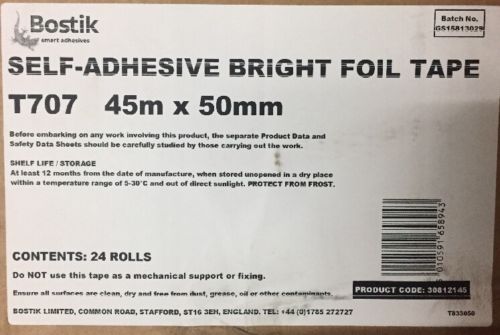 Bostik
smart adhesives
Batch No.
GS15813029
SELF-ADHESIVE BRIGHT FOIL TAPE
T707 45m x 50mm
Before embarking on any work involving this product, the separate Product Data and
Safety Data Sheets should be carefully studied by those carrying out the work.
SHELF LIFE / STORAGE
At least 12 months from the date of manufacture, when stored unopened in a dry place
within a temperature range of 5-30°C and out of direct sunlight. PROTECT FROM FROST.
CONTENTS: 24 ROLLS
Do NOT use this tape as a mechanical support or fixing.
Ensure all surfaces are clean, dry and free from dust, grease, oil or other contaminants.
5 010591 658943
PRODUCT CODE: 30812145
BOSTIK LIMITED, COMMON ROAD, STAFFORD, ST16 3EH, ENGLAND. TEL: +44 (0)1785 272727
T833050